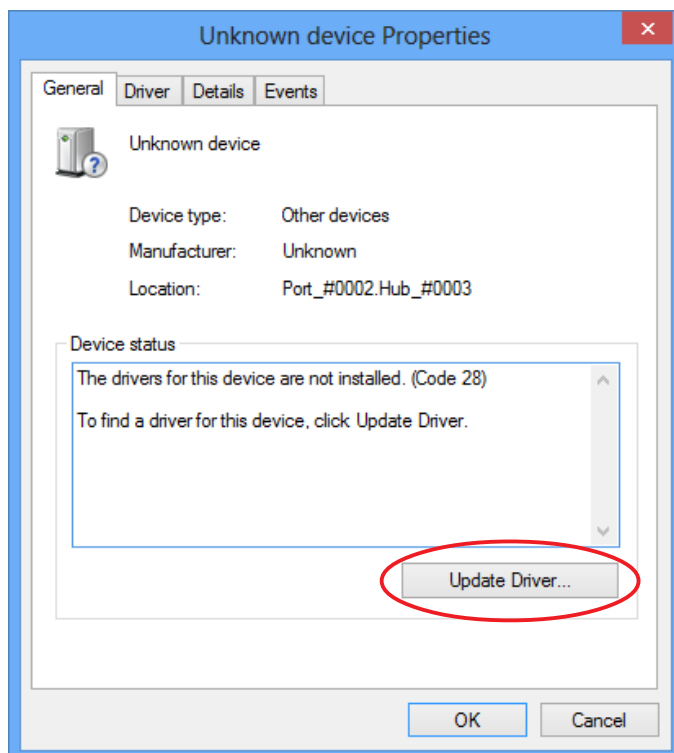 Unknown device Properties
General Driver Details Events
Unknown device
Device type: Other devices
Manufacturer: Unknown
Location: Port_#0002.Hub_#0003
Device status
The drivers for this device are not installed. (Code 28)
To find a driver for this device, click Update Driver.
Update Driver...
OK Cancel